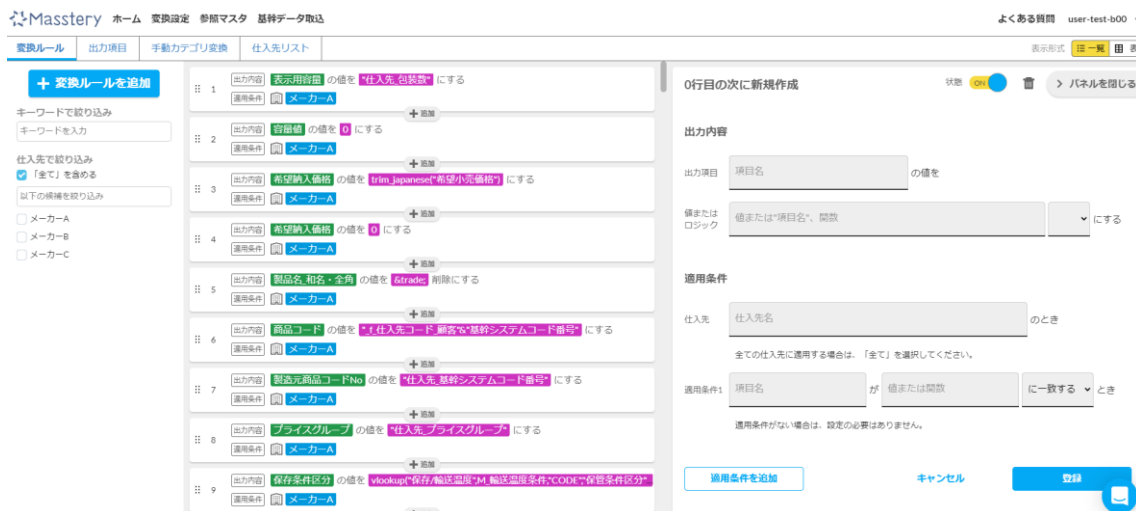 Masstery ホーム 変換設定 参照マスタ 基幹データ取込 よくある質問 user-test-b00
変換ルール 出力項目 手動カテゴリ変換 仕入先リスト 表示形式 一覧 表
+ 変換ルールを追加
キーワードで絞り込み
キーワードを入力
仕入先で絞り込み
「全て」を含める
以下の候補を絞り込み
メーカーA
メーカーB
メーカーC
1 出力内容 表示用容量 の値を "仕入先_包装数" にする
適用条件 メーカーA
+ 追加
2 出力内容 容量値 の値を 0 にする
適用条件 メーカーA
+ 追加
3 出力内容 希望納入価格 の値を trim_japanese("希望小売価格") にする
適用条件 メーカーA
+ 追加
4 出力内容 希望納入価格 の値を 0 にする
適用条件 メーカーA
+ 追加
5 出力内容 製品名_和名・全角 の値を &trade; 削除にする
適用条件 メーカーA
+ 追加
6 出力内容 商品コード の値を "_f_仕入先コード_顧客"&"基幹システムコード番号" にする
適用条件 メーカーA
+ 追加
7 出力内容 製造元商品コードNo の値を "仕入先_基幹システムコード番号" にする
適用条件 メーカーA
+ 追加
8 出力内容 プライスグループ の値を "仕入先_プライスグループ" にする
適用条件 メーカーA
+ 追加
9 出力内容 保存条件区分 の値を vlookup("保存/輸送温度",M_輸送温度条件,"CODE","保管条件区分"...
適用条件 メーカーA
0行目の次に新規作成 状態 ON > パネルを閉じる
出力内容
出力項目 項目名 の値を
値または
ロジック 値または"項目名"、関数 にする
適用条件
仕入先 仕入先名 のとき
全ての仕入先に適用する場合は、「全て」を選択してください。
適用条件1 項目名 が 値または関数 に一致する とき
適用条件がない場合は、設定の必要はありません。
適用条件を追加 キャンセル 登録